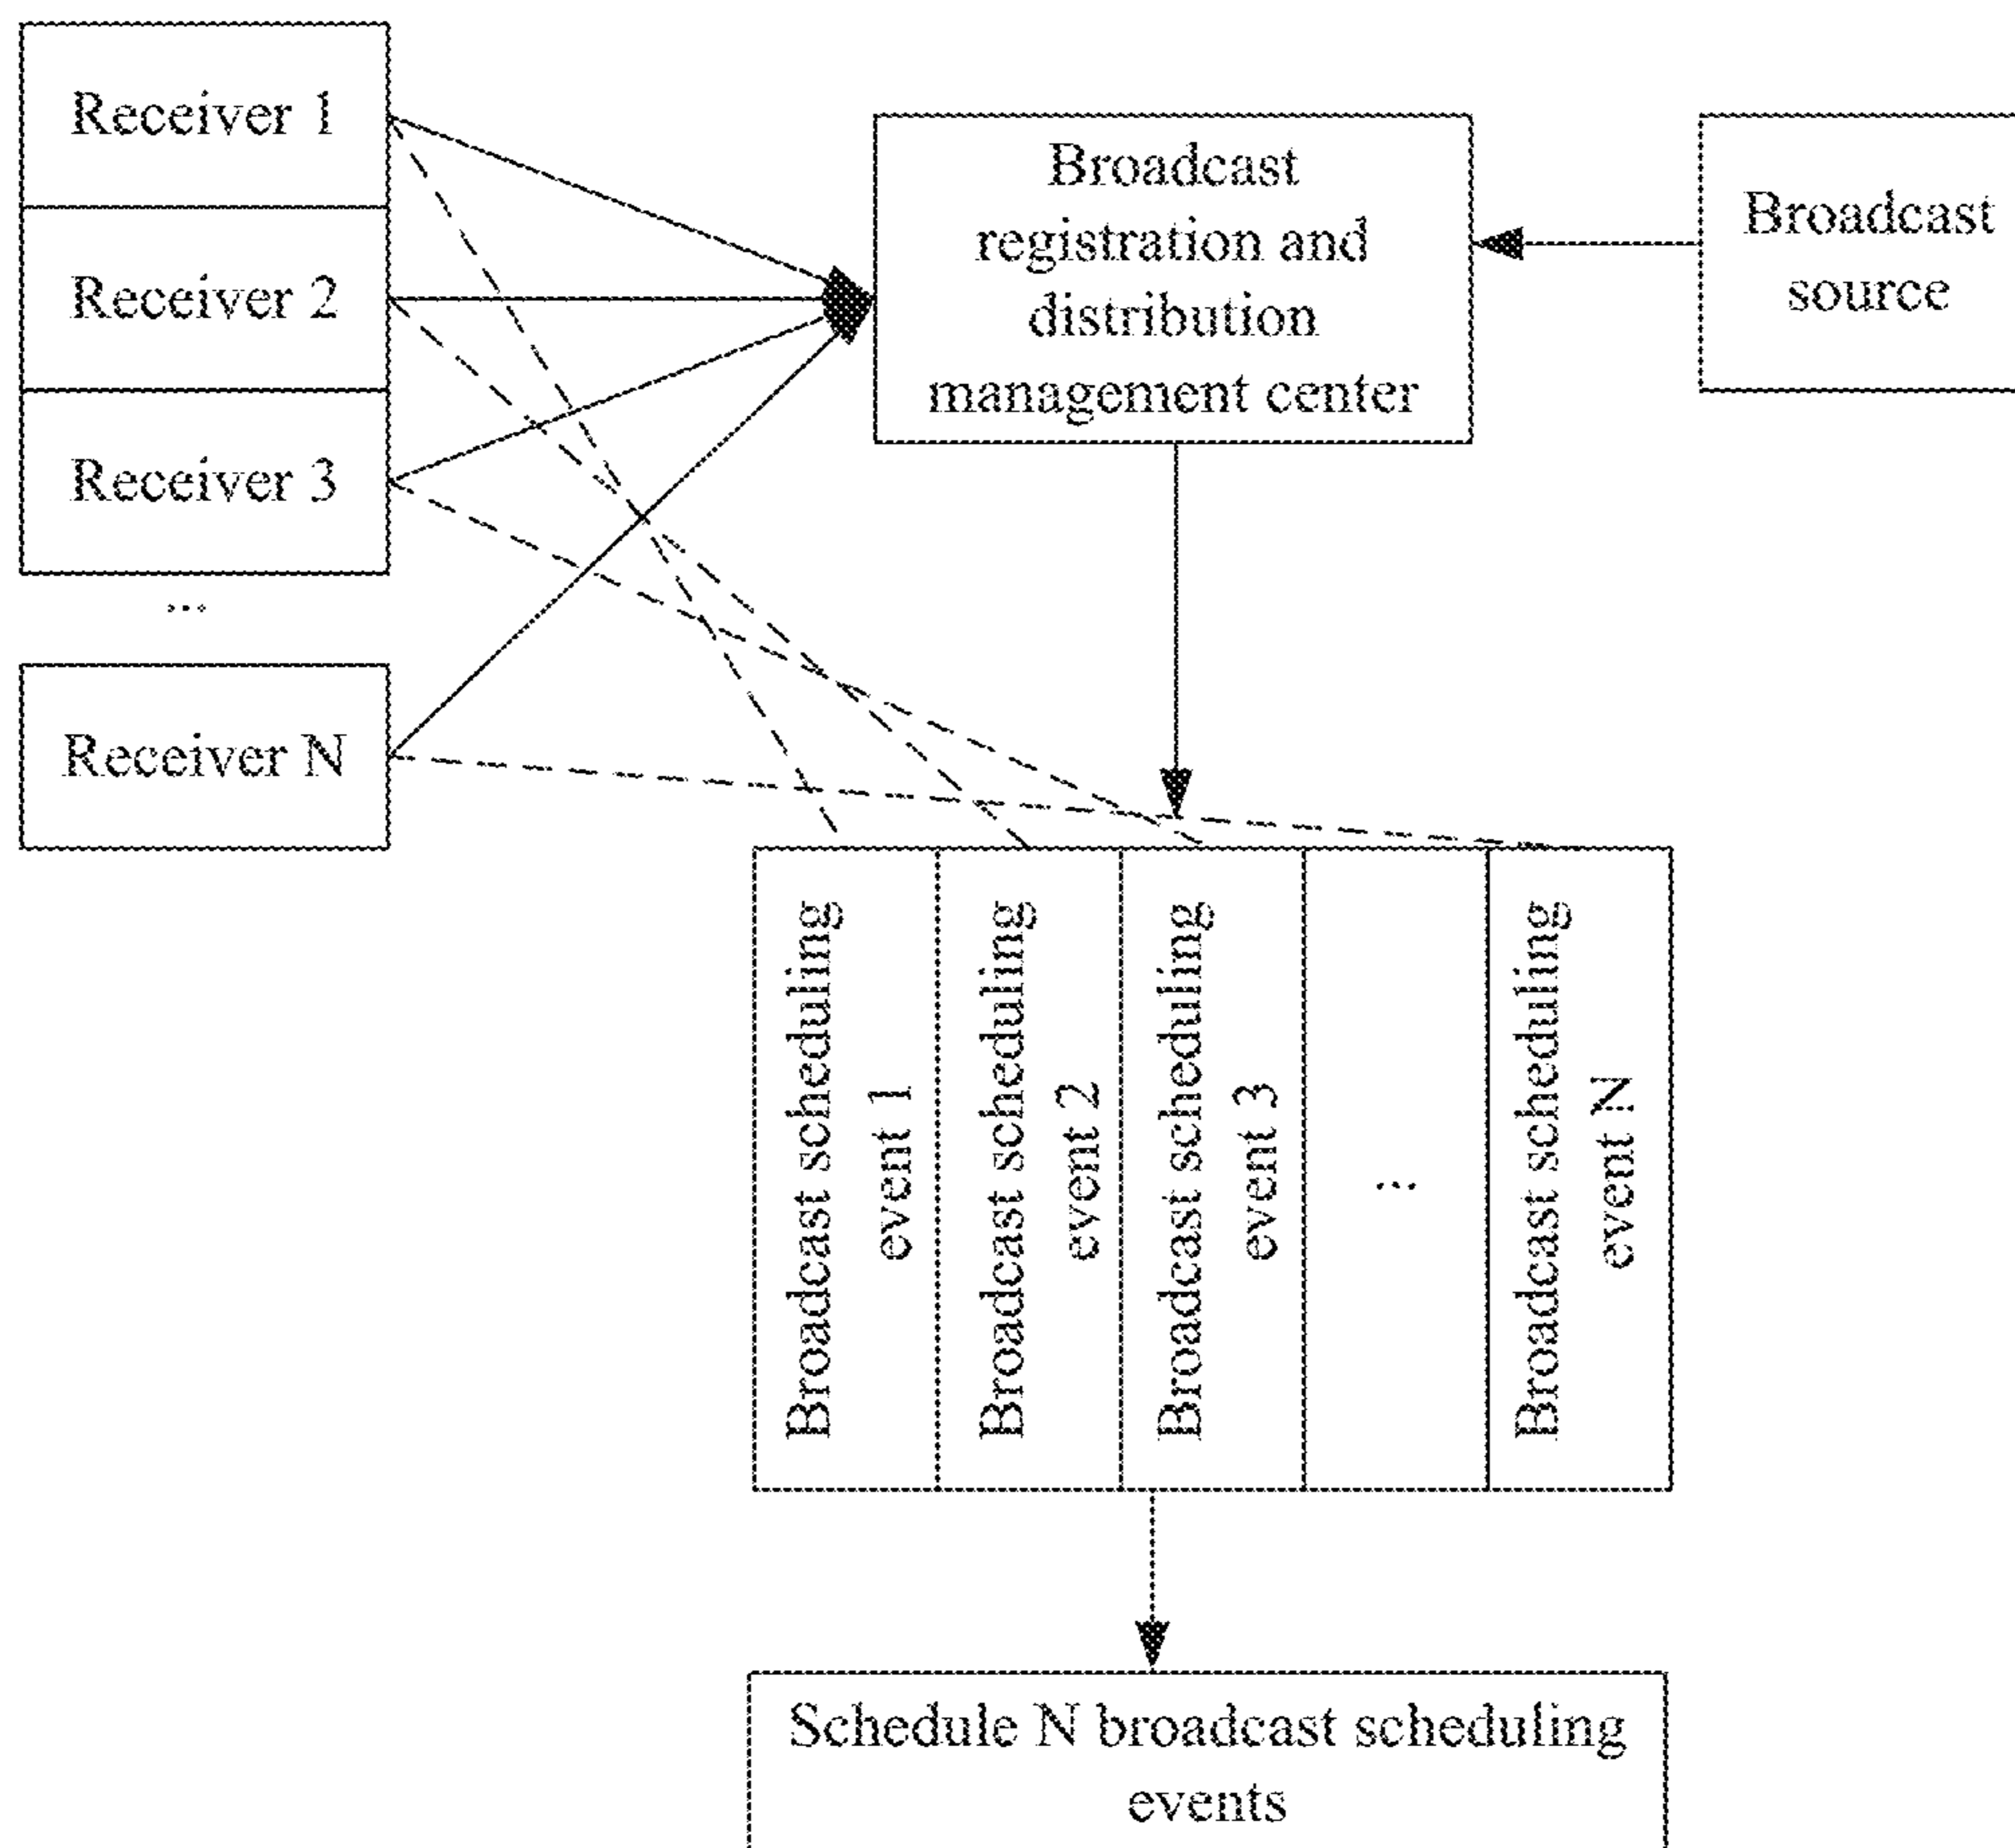 Receiver 1
Receiver 2
Receiver 3
...
Receiver N
Broadcast
registration and
distribution
management center
Broadcast
source
Broadcast scheduling
event 1
Broadcast scheduling
event 2
Broadcast scheduling
event 3
...
Broadcast scheduling
event N
Schedule N broadcast scheduling
events